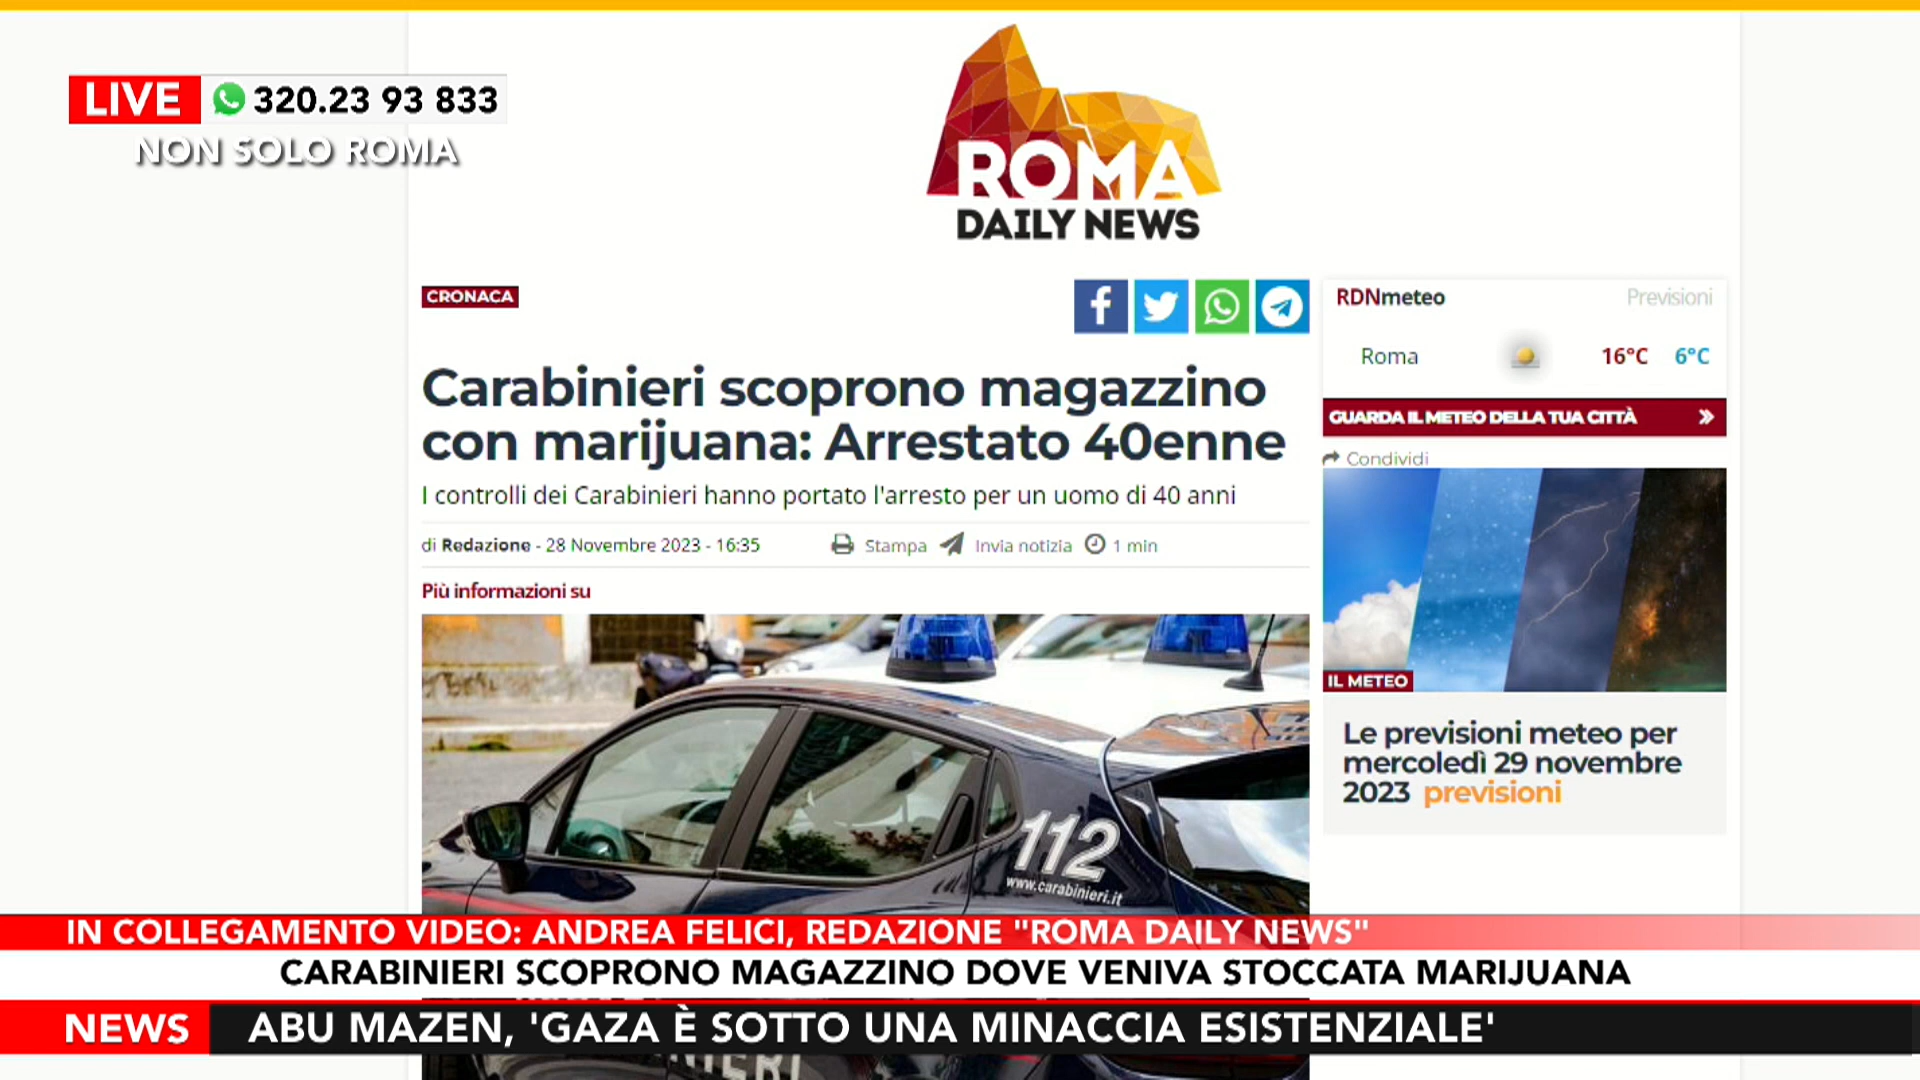 LIVE 320.23 93 833
NON SOLO ROMA
ROMA
DAILY NEWS
CRONACA
RDNmeteo Previsioni
Roma 16°C 6°C
GUARDA IL METEO DELLA TUA CITTÀ
Condividi
Carabinieri scoprono magazzino
con marijuana: Arrestato 40enne
I controlli dei Carabinieri hanno portato l'arresto per un uomo di 40 anni
di Redazione - 28 Novembre 2023 - 16:35 Stampa Invia notizia 1 min
Più informazioni su
IL METEO
Le previsioni meteo per
mercoledì 29 novembre
2023 previsioni
112
www.carabinieri.it
IN COLLEGAMENTO VIDEO: ANDREA FELICI, REDAZIONE "ROMA DAILY NEWS"
CARABINIERI SCOPRONO MAGAZZINO DOVE VENIVA STOCCATA MARIJUANA
NEWS ABU MAZEN, 'GAZA È SOTTO UNA MINACCIA ESISTENZIALE'